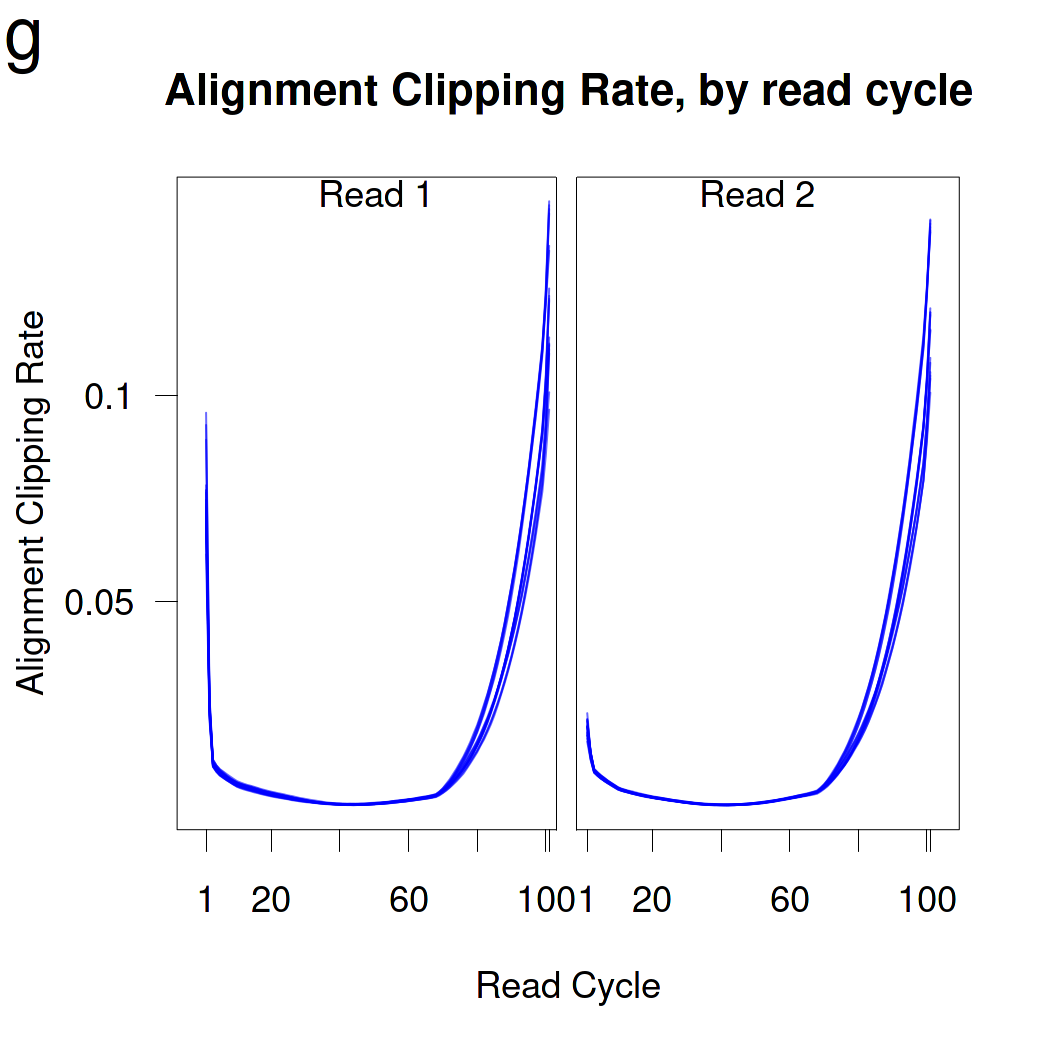 g
Alignment Clipping Rate, by read cycle
Read 1
Read 2
Alignment Clipping Rate
0.1
0.05
1 20 60 100
1 20 60 100
Read Cycle